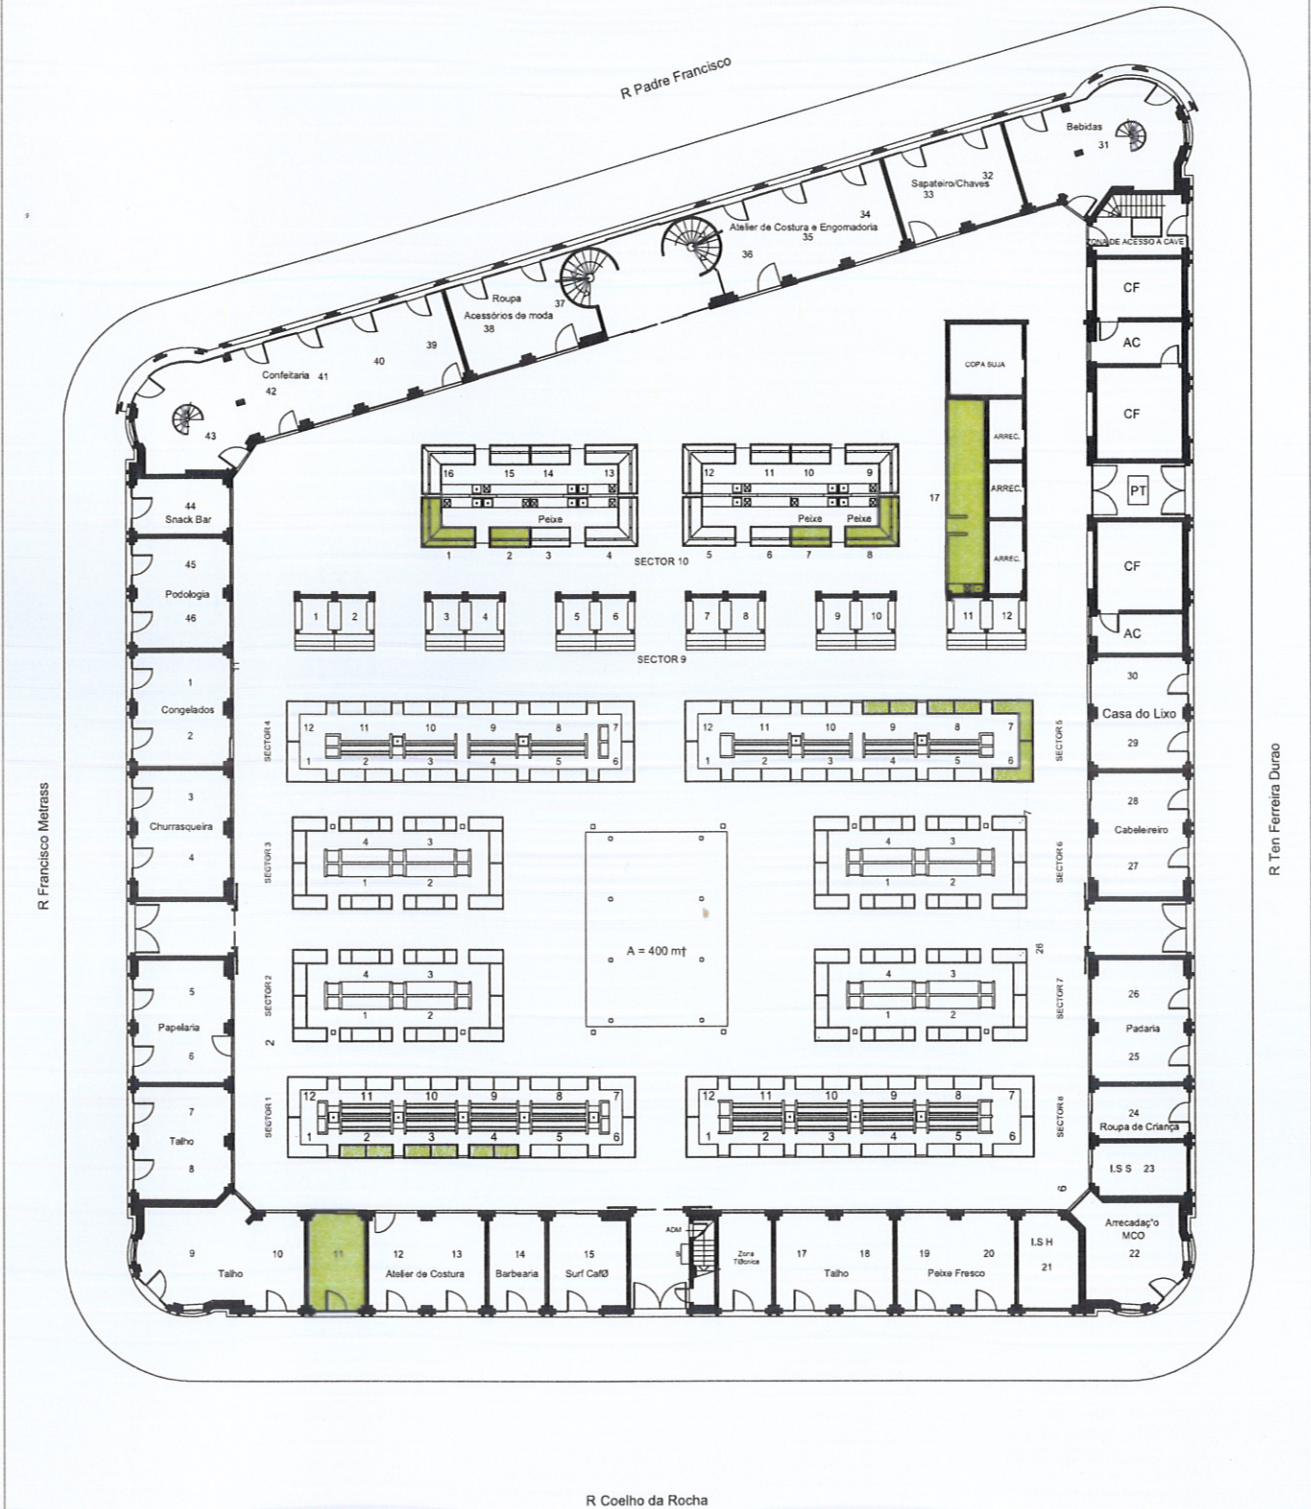 R Padre Francisco
Bebidas
31
32
Sapateiro/Chaves
33
34
Atelier de Costura e Engomadoria
35
36
ZONA DE ACESSO A CAVE
Roupa
37
Acessórios de moda
38
39
40
Confeitaria 41
42
43
CF
AC
CF
PT
CF
AC
COPA SUJA
ARREC.
ARREC.
ARREC.
17
16 15 14 13
Peixe
1 2 3 4
12 11 10 9
Peixe Peixe
5 6 7 8
SECTOR 10
44
Snack Bar
45
Podologia
46
1 2 3 4 5 6 7 8 9 10 11 12
SECTOR 9
1
Congelados
2
SECTOR 4
12 11 10 9 8 7
1 2 3 4 5 6
12 11 10 9 8 7
1 2 3 4 5 6
SECTOR 5
30
Casa do Lixo
29
R Francisco Metrass
R Ten Ferreira Durao
3
Churrasqueira
4
SECTOR 3
4 3
1 2
4 3
1 2
SECTOR 6
7
28
Cabeleireiro
27
A = 400 m†
5
Papelaria
6
SECTOR 2
2
4 3
1 2
4 3
1 2
SECTOR 7
26
26
Padaria
25
7
Talho
8
SECTOR 1
12 11 10 9 8 7
1 2 3 4 5 6
12 11 10 9 8 7
1 2 3 4 5 6
SECTOR 8
6
24
Roupa de Criança
I.S S 23
9 10
Talho
11
12 13
Atelier de Costura
14
Barbearia
15
Surf CafØ
ADM
S
Zona
TIØcnica
17 18
Talho
19 20
Peixe Fresco
I.S H
21
Arrecadaç"o
MCO
22
R Coelho da Rocha